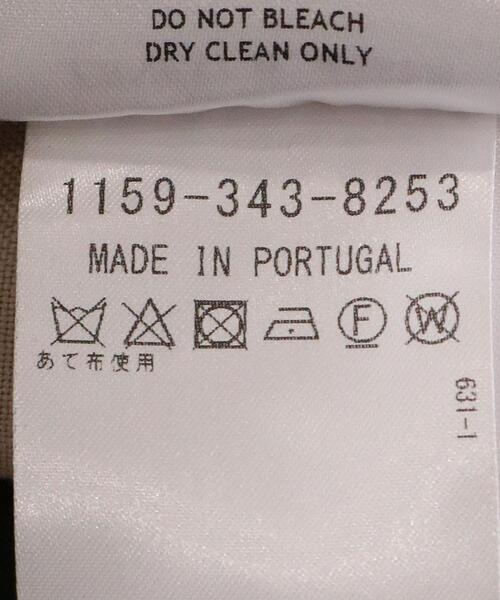 DO NOT BLEACH
DRY CLEAN ONLY
1159-343-8253
MADE IN PORTUGAL
F W
あて布使用
631-1